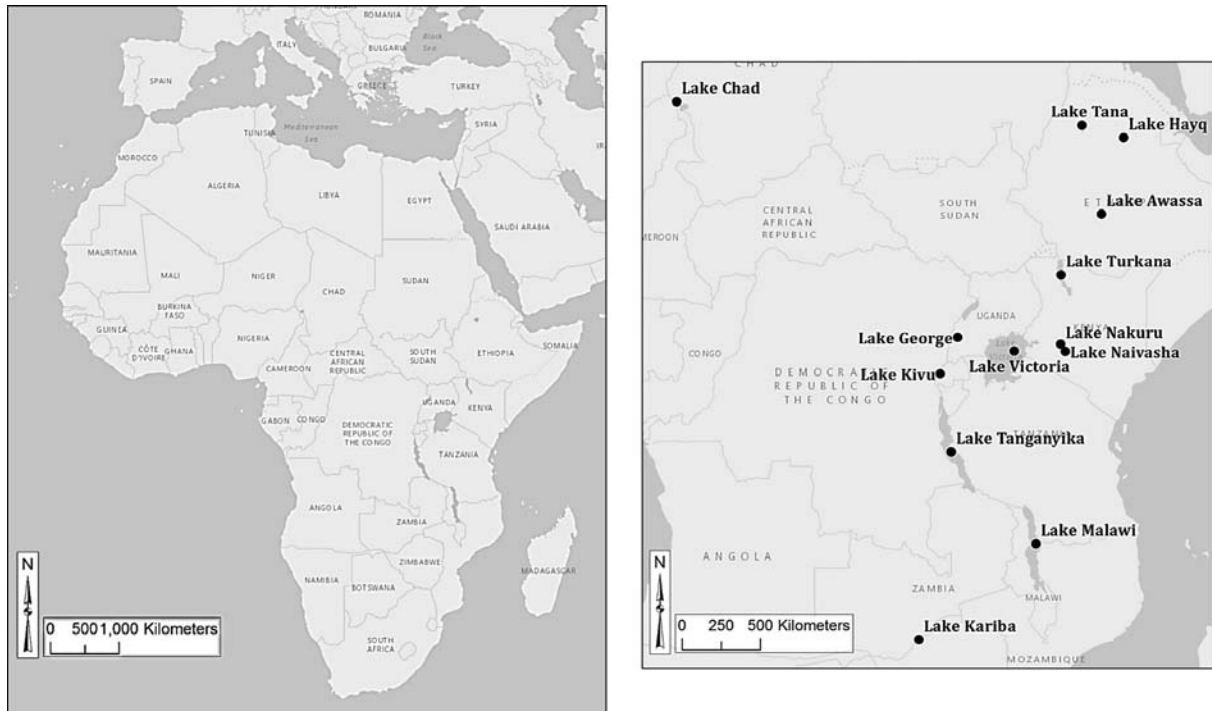 ROMANIA
Black
Sea
ITALY
BULGARIA
SPAIN
GREECE
TURKEY
TUNISIA
Mediterranean
Sea
SYRIA
MOROCCO
ALGERIA
LIBYA
EGYPT
SAUDI ARABIA
MAURITANIA
MALI
NIGER
SUDAN
CHAD
BURKINA
FASO
GUINEA
NIGERIA
CÔTE
D'IVOIRE
GHANA
CENTRAL
AFRICAN
REPUBLIC
SOUTH
SUDAN
ETHIOPIA
SOMALIA
CAMEROON
UGANDA
KENYA
GABON
CONGO
DEMOCRATIC
REPUBLIC OF
THE CONGO
TANZANIA
ANGOLA
ZAMBIA
ZIMBABWE
MADAGASCAR
NAMIBIA
BOTSWANA
SOUTH
AFRICA
N
0 500 1,000 Kilometers
CHAD
Lake Chad
Lake Tana
Lake Hayq
Lake Awassa
CENTRAL
AFRICAN
REPUBLIC
SOUTH
SUDAN
MEROON
Lake Turkana
UGANDA
KENYA
Lake Nakuru
Lake Naivasha
Lake George
Lake Victoria
Lake Kivu
CONGO
DEMOCRATIC
REPUBLIC OF
THE CONGO
TANZANIA
Lake Tanganyika
Lake Malawi
ANGOLA
ZAMBIA
MALAWI
Lake Kariba
MOZAMBIQUE
N
0 250 500 Kilometers